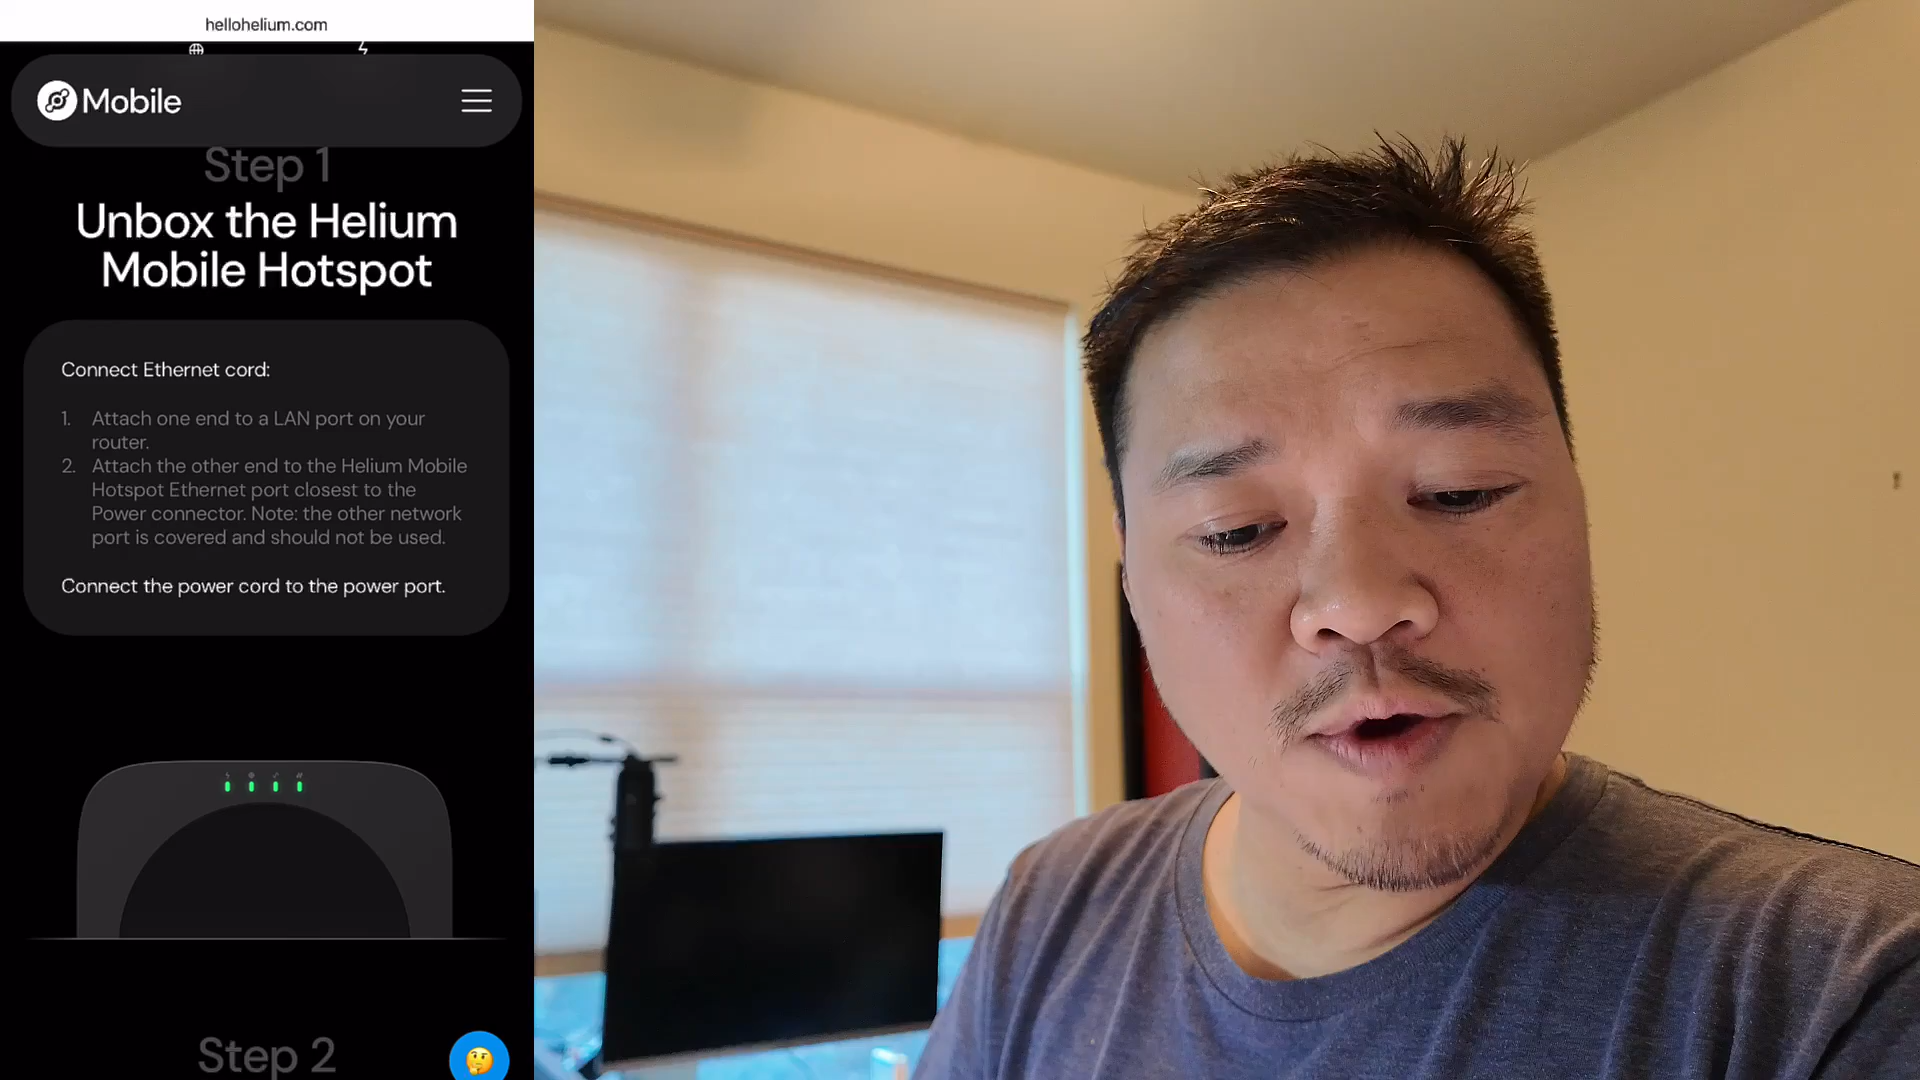 hellohelium.com
Mobile
Step 1
Unbox the Helium
Mobile Hotspot
Connect Ethernet cord:
1. Attach one end to a LAN port on your
router.
2. Attach the other end to the Helium Mobile
Hotspot Ethernet port closest to the
Power connector. Note: the other network
port is covered and should not be used.
Connect the power cord to the power port.
Step 2